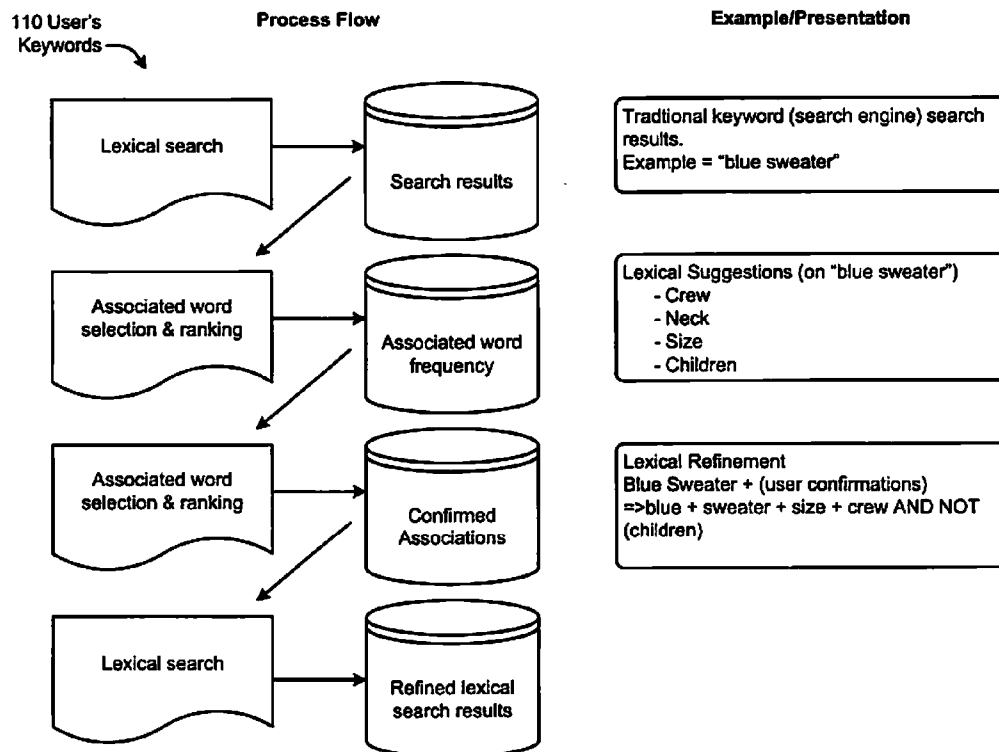 110 User's
Keywords
Process Flow
Example/Presentation
Lexical search
Search results
Tradtional keyword (search engine) search
results.
Example = "blue sweater"
Associated word
selection & ranking
Associated word
frequency
Lexical Suggestions (on "blue sweater")
- Crew
- Neck
- Size
- Children
Associated word
selection & ranking
Confirmed
Associations
Lexical Refinement
Blue Sweater + (user confirmations)
=>blue + sweater + size + crew AND NOT
(children)
Lexical search
Refined lexical
search results